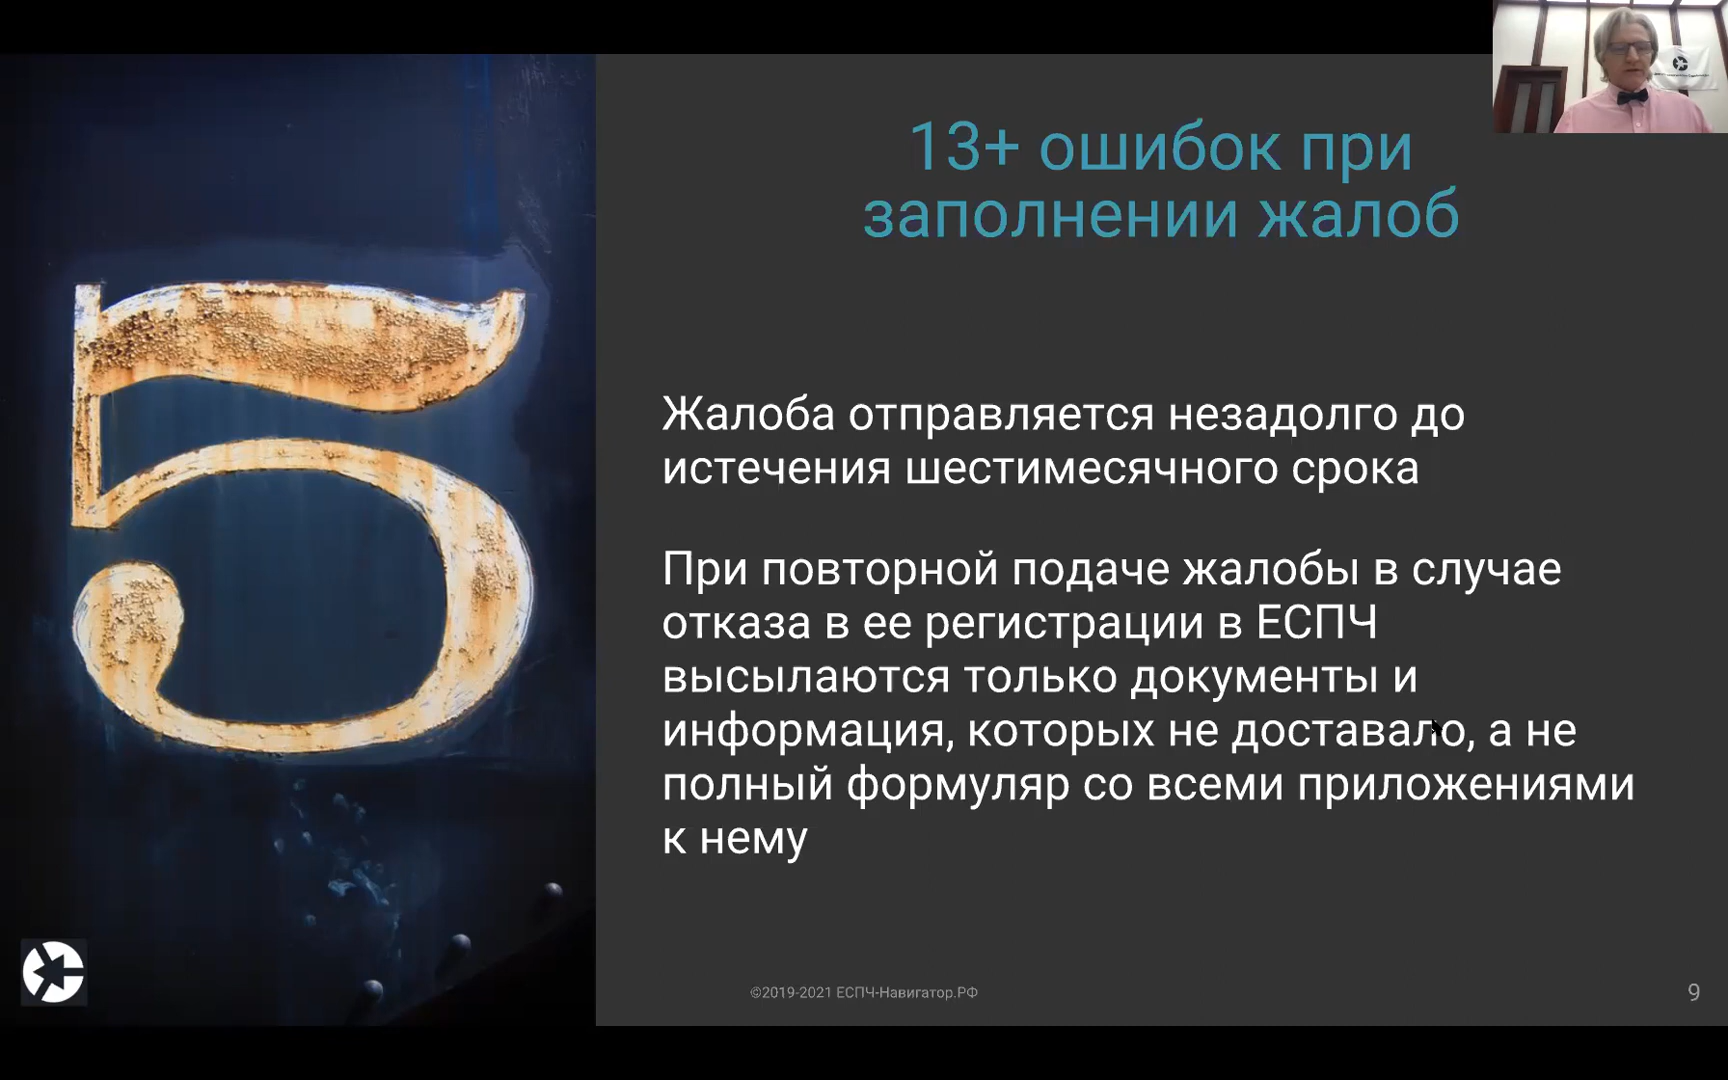 13+ ошибок при
заполнении жалоб
5
Жалоба отправляется незадолго до
истечения шестимесячного срока
При повторной подаче жалобы в случае
отказа в ее регистрации в ЕСПЧ
высылаются только документы и
информация, которых не доставало, а не
полный формуляр со всеми приложениями
к нему
©2019-2021 ЕСПЧ-Навигатор.РФ
9